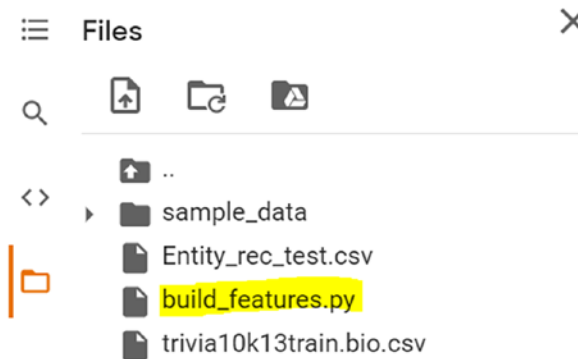 Files
..
sample_data
Entity_rec_test.csv
build_features.py
trivia10k13train.bio.csv